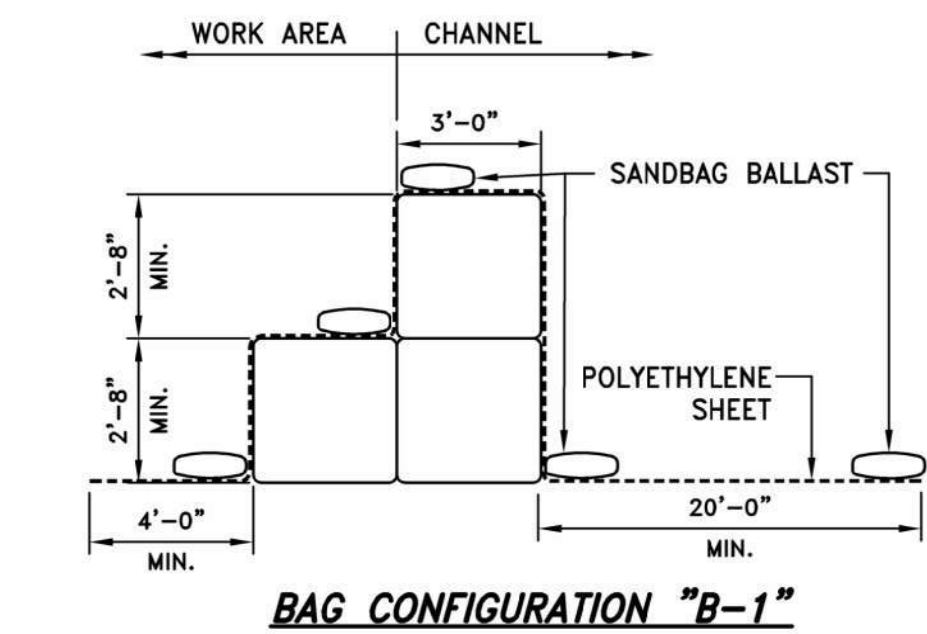 WORK AREA
CHANNEL
3'-0"
SANDBAG BALLAST
2'-8"
MIN.
2'-8"
MIN.
POLYETHYLENE
SHEET
4'-0"
MIN.
20'-0"
MIN.
BAG CONFIGURATION "B-1"